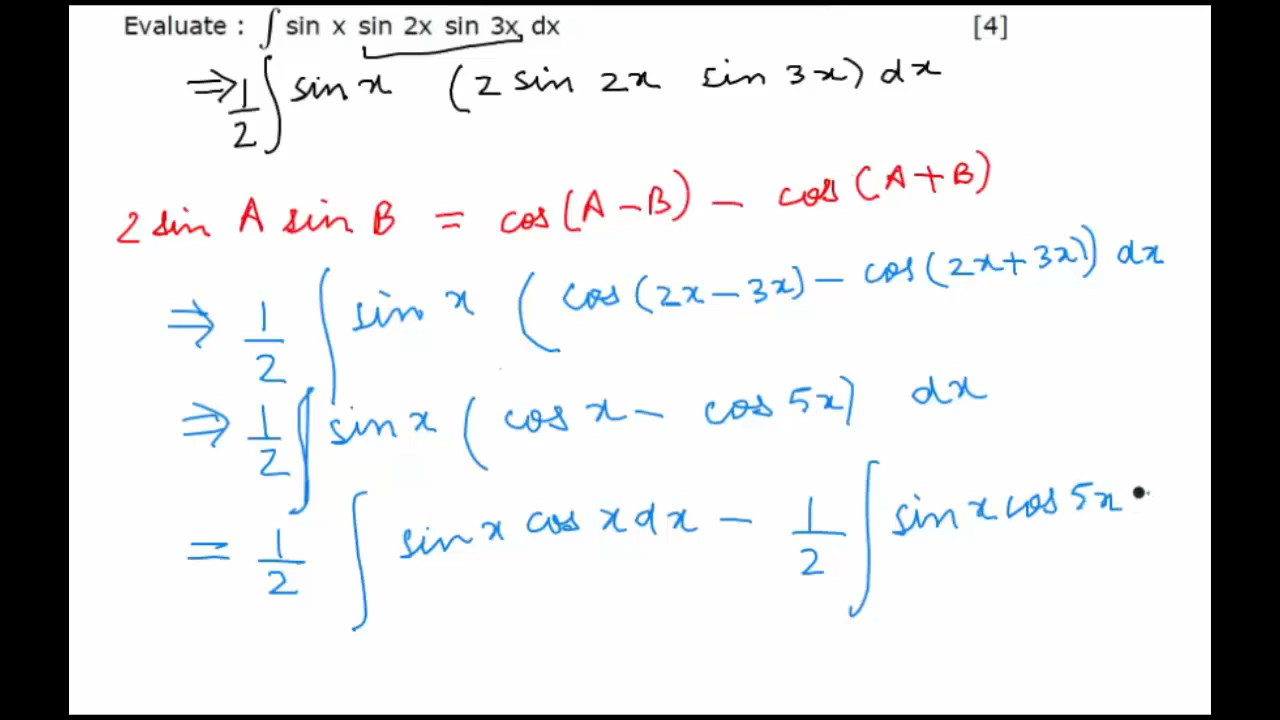 Evaluate : ∫ sin x sin 2x sin 3x dx [4]
⇒ 1/2 ∫ sin x (2 sin 2x sin 3x) dx
2 sin A sin B = cos(A − B) − cos(A + B)
⇒ 1/2 ∫ sin x (cos(2x − 3x) − cos(2x + 3x)) dx
⇒ 1/2 ∫ sin x (cos x − cos 5x) dx
= 1/2 ∫ sin x cos x dx − 1/2 ∫ sin x cos 5x